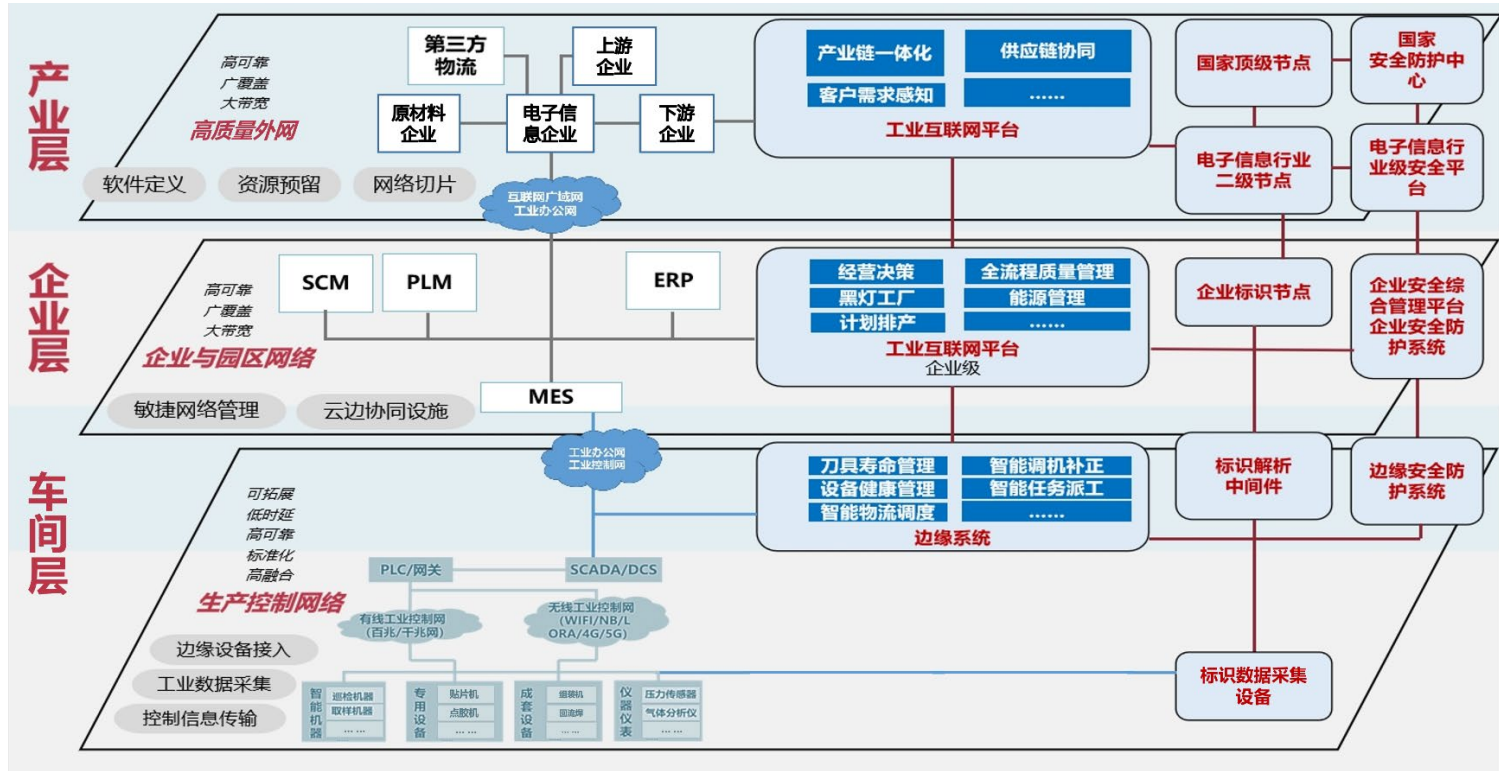 产业层
高可靠
广覆盖
大带宽
高质量外网
软件定义
资源预留
网络切片
第三方
物流
上游
企业
原材料
企业
电子信
息企业
下游
企业
互联网广域网
工业办公网
产业链一体化
供应链协同
客户需求感知
……
工业互联网平台
国家顶级节点
国家
安全防护中
心
电子信息行业
二级节点
电子信息行
业级安全平
台
企业层
高可靠
广覆盖
大带宽
企业与园区网络
敏捷网络管理
云边协同设施
SCM
PLM
ERP
MES
经营决策
全流程质量管理
黑灯工厂
能源管理
计划排产
……
工业互联网平台
企业级
企业标识节点
企业安全综
合管理平台
企业安全防
护系统
车间层
可拓展
低时延
高可靠
标准化
高融合
生产控制网络
边缘设备接入
工业数据采集
控制信息传输
工业办公网
工业控制网
刀具寿命管理
智能调机补正
设备健康管理
智能任务派工
智能物流调度
……
边缘系统
标识解析
中间件
边缘安全防
护系统
PLC/网关
SCADA/DCS
有线工业控制网
(百兆/千兆网)
无线工业控制网
(WIFI/NB/L
ORA/4G/5G)
智能机器
巡检机器
取样机器
… …
专用设备
贴片机
点胶机
… …
成套设备
组装机
回流焊
… …
仪器仪表
压力传感器
气体分析仪
… …
标识数据采集
设备